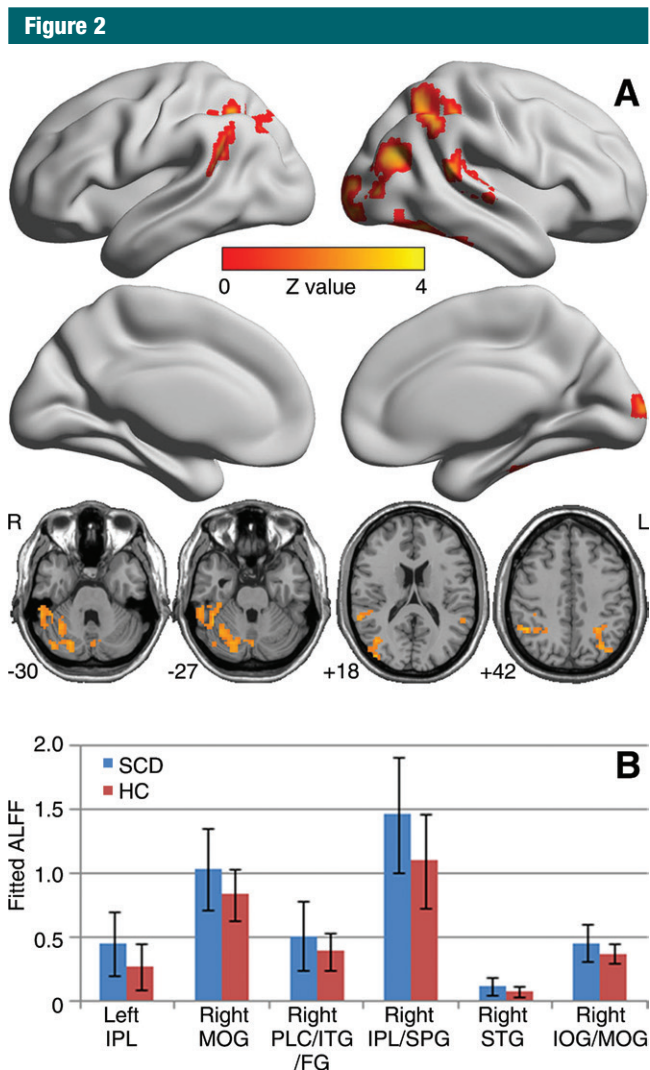 Figure 2
A
0 Z value 4
R L
-30 -27 +18 +42
B
SCD
HC
Fitted ALFF
2.0
1.5
1.0
0.5
0
Left Right Right Right Right Right
IPL MOG PLC/ITG IPL/SPG STG IOG/MOG
/FG